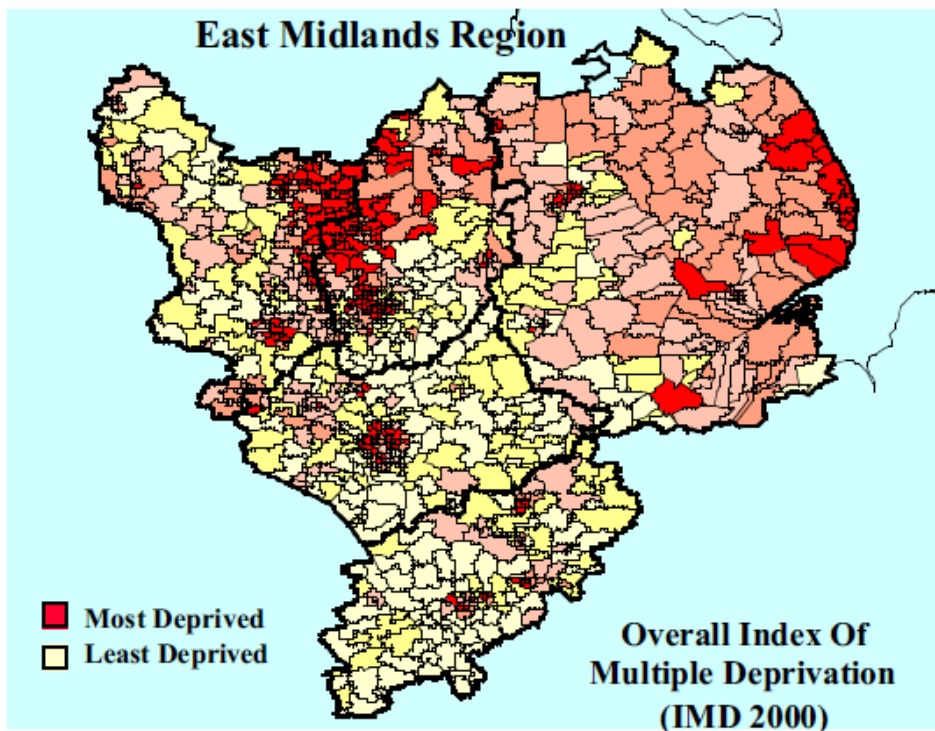 East Midlands Region
Most Deprived
Least Deprived
Overall Index Of
Multiple Deprivation
(IMD 2000)